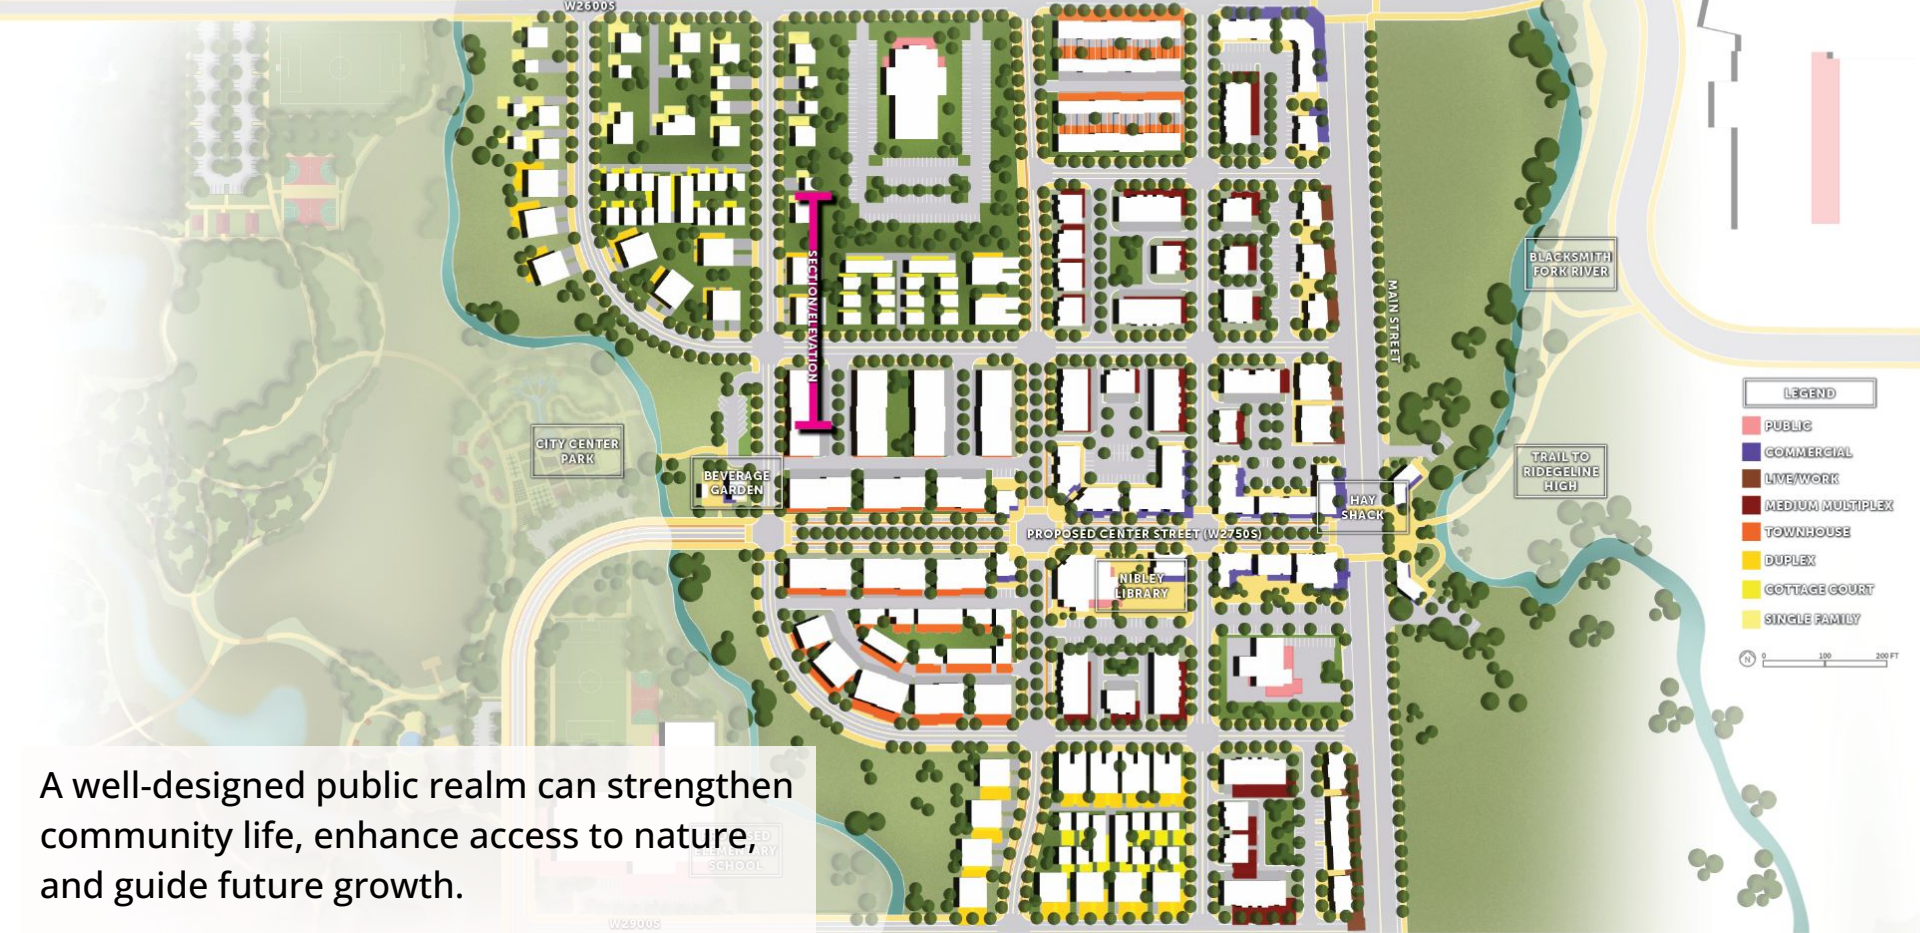 W2600S
SECTION/ELEVATION
MAIN STREET
BLACKSMITH
FORK RIVER
LEGEND
PUBLIC
COMMERCIAL
LIVE/WORK
MEDIUM MULTIPLEX
TOWNHOUSE
DUPLEX
COTTAGE COURT
SINGLE FAMILY
N
0 100 200 FT
CITY CENTER
PARK
BEVERAGE
GARDEN
TRAIL TO
RIDGELINE
HIGH
HAY
SHACK
PROPOSED CENTER STREET (W2750S)
NIBLEY
LIBRARY
A well-designed public realm can strengthen
community life, enhance access to nature,
and guide future growth.
SCHOOL
W2900S